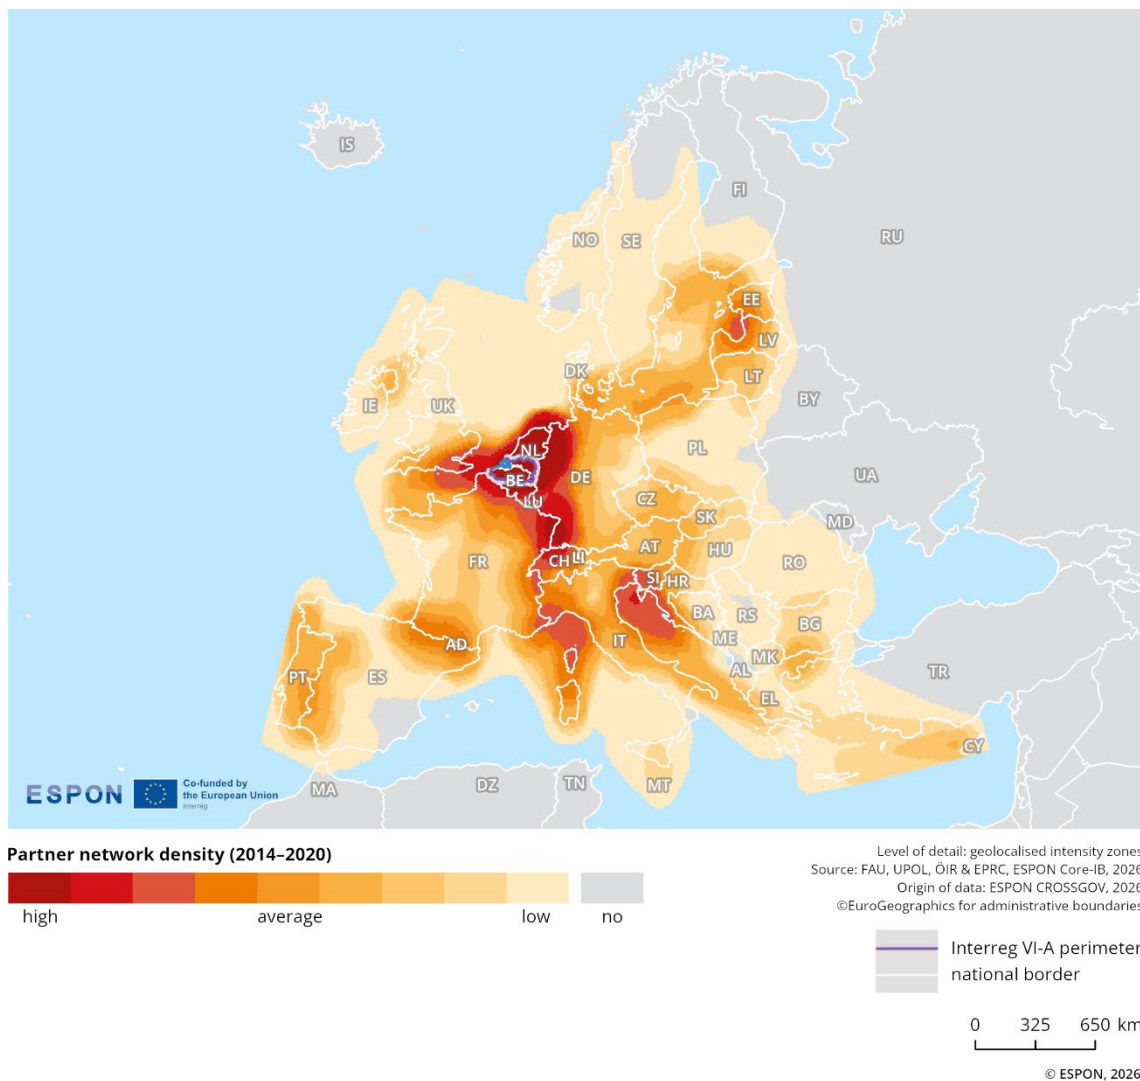 IS
FI
NO
SE
RU
EE
LV
DK
LT
IE
UK
BY
NL
PL
BE
DE
UA
LU
CZ
SK
MD
AT
HU
FR
CH
LI
RO
SI
HR
BA
RS
BG
AD
IT
ME
MK
AL
PT
ES
TR
EL
CY
MA
DZ
TN
MT
ESPON
Co-funded by
the European Union
Interreg
Partner network density (2014–2020)
high
average
low
no
Level of detail: geolocalised intensity zones
Source: FAU, UPOL, ÖIR & EPRC, ESPON Core-IB, 2026
Origin of data: ESPON CROSSGOV, 2026
©EuroGeographics for administrative boundaries
Interreg VI-A perimeter
national border
0 325 650 km
© ESPON, 2026